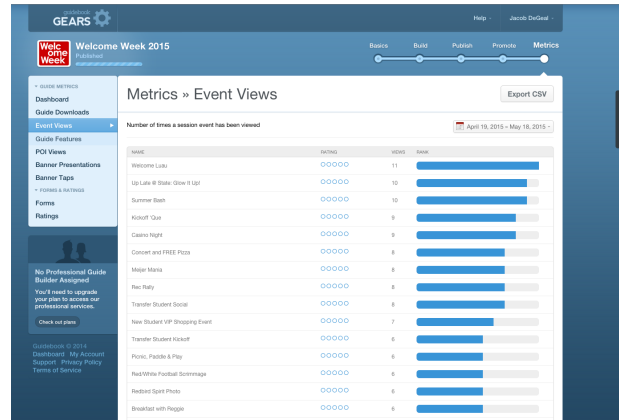 guidebook
GEARS
Help
Jacob DeGeal
Welc
ome
Week
Welcome Week 2015
Published
Basics
Build
Publish
Promote
Metrics
GUIDE METRICS
Dashboard
Guide Downloads
Event Views
Guide Features
POI Views
Banner Presentations
Banner Taps
FORMS & RATINGS
Forms
Ratings
No Professional Guide
Builder Assigned
You'll need to upgrade
your plan to access our
professional services.
Check out plans
Guidebook © 2014
Dashboard My Account
Support Privacy Policy
Terms of Service
Metrics » Event Views
Export CSV
Number of times a session event has been viewed
April 19, 2015 – May 18, 2015
NAME RATING VIEWS RANK
Welcome Luau 11
Up Late @ State: Glow It Up! 10
Summer Bash 10
Kickoff 'Que 9
Casino Night 9
Concert and FREE Pizza 8
Meijer Mania 8
Rec Rally 8
Transfer Student Social 8
New Student VIP Shopping Event 7
Transfer Student Kickoff 6
Picnic, Paddle & Play 6
Red/White Football Scrimmage 6
Redbird Spirit Photo 6
Breakfast with Reggie 6